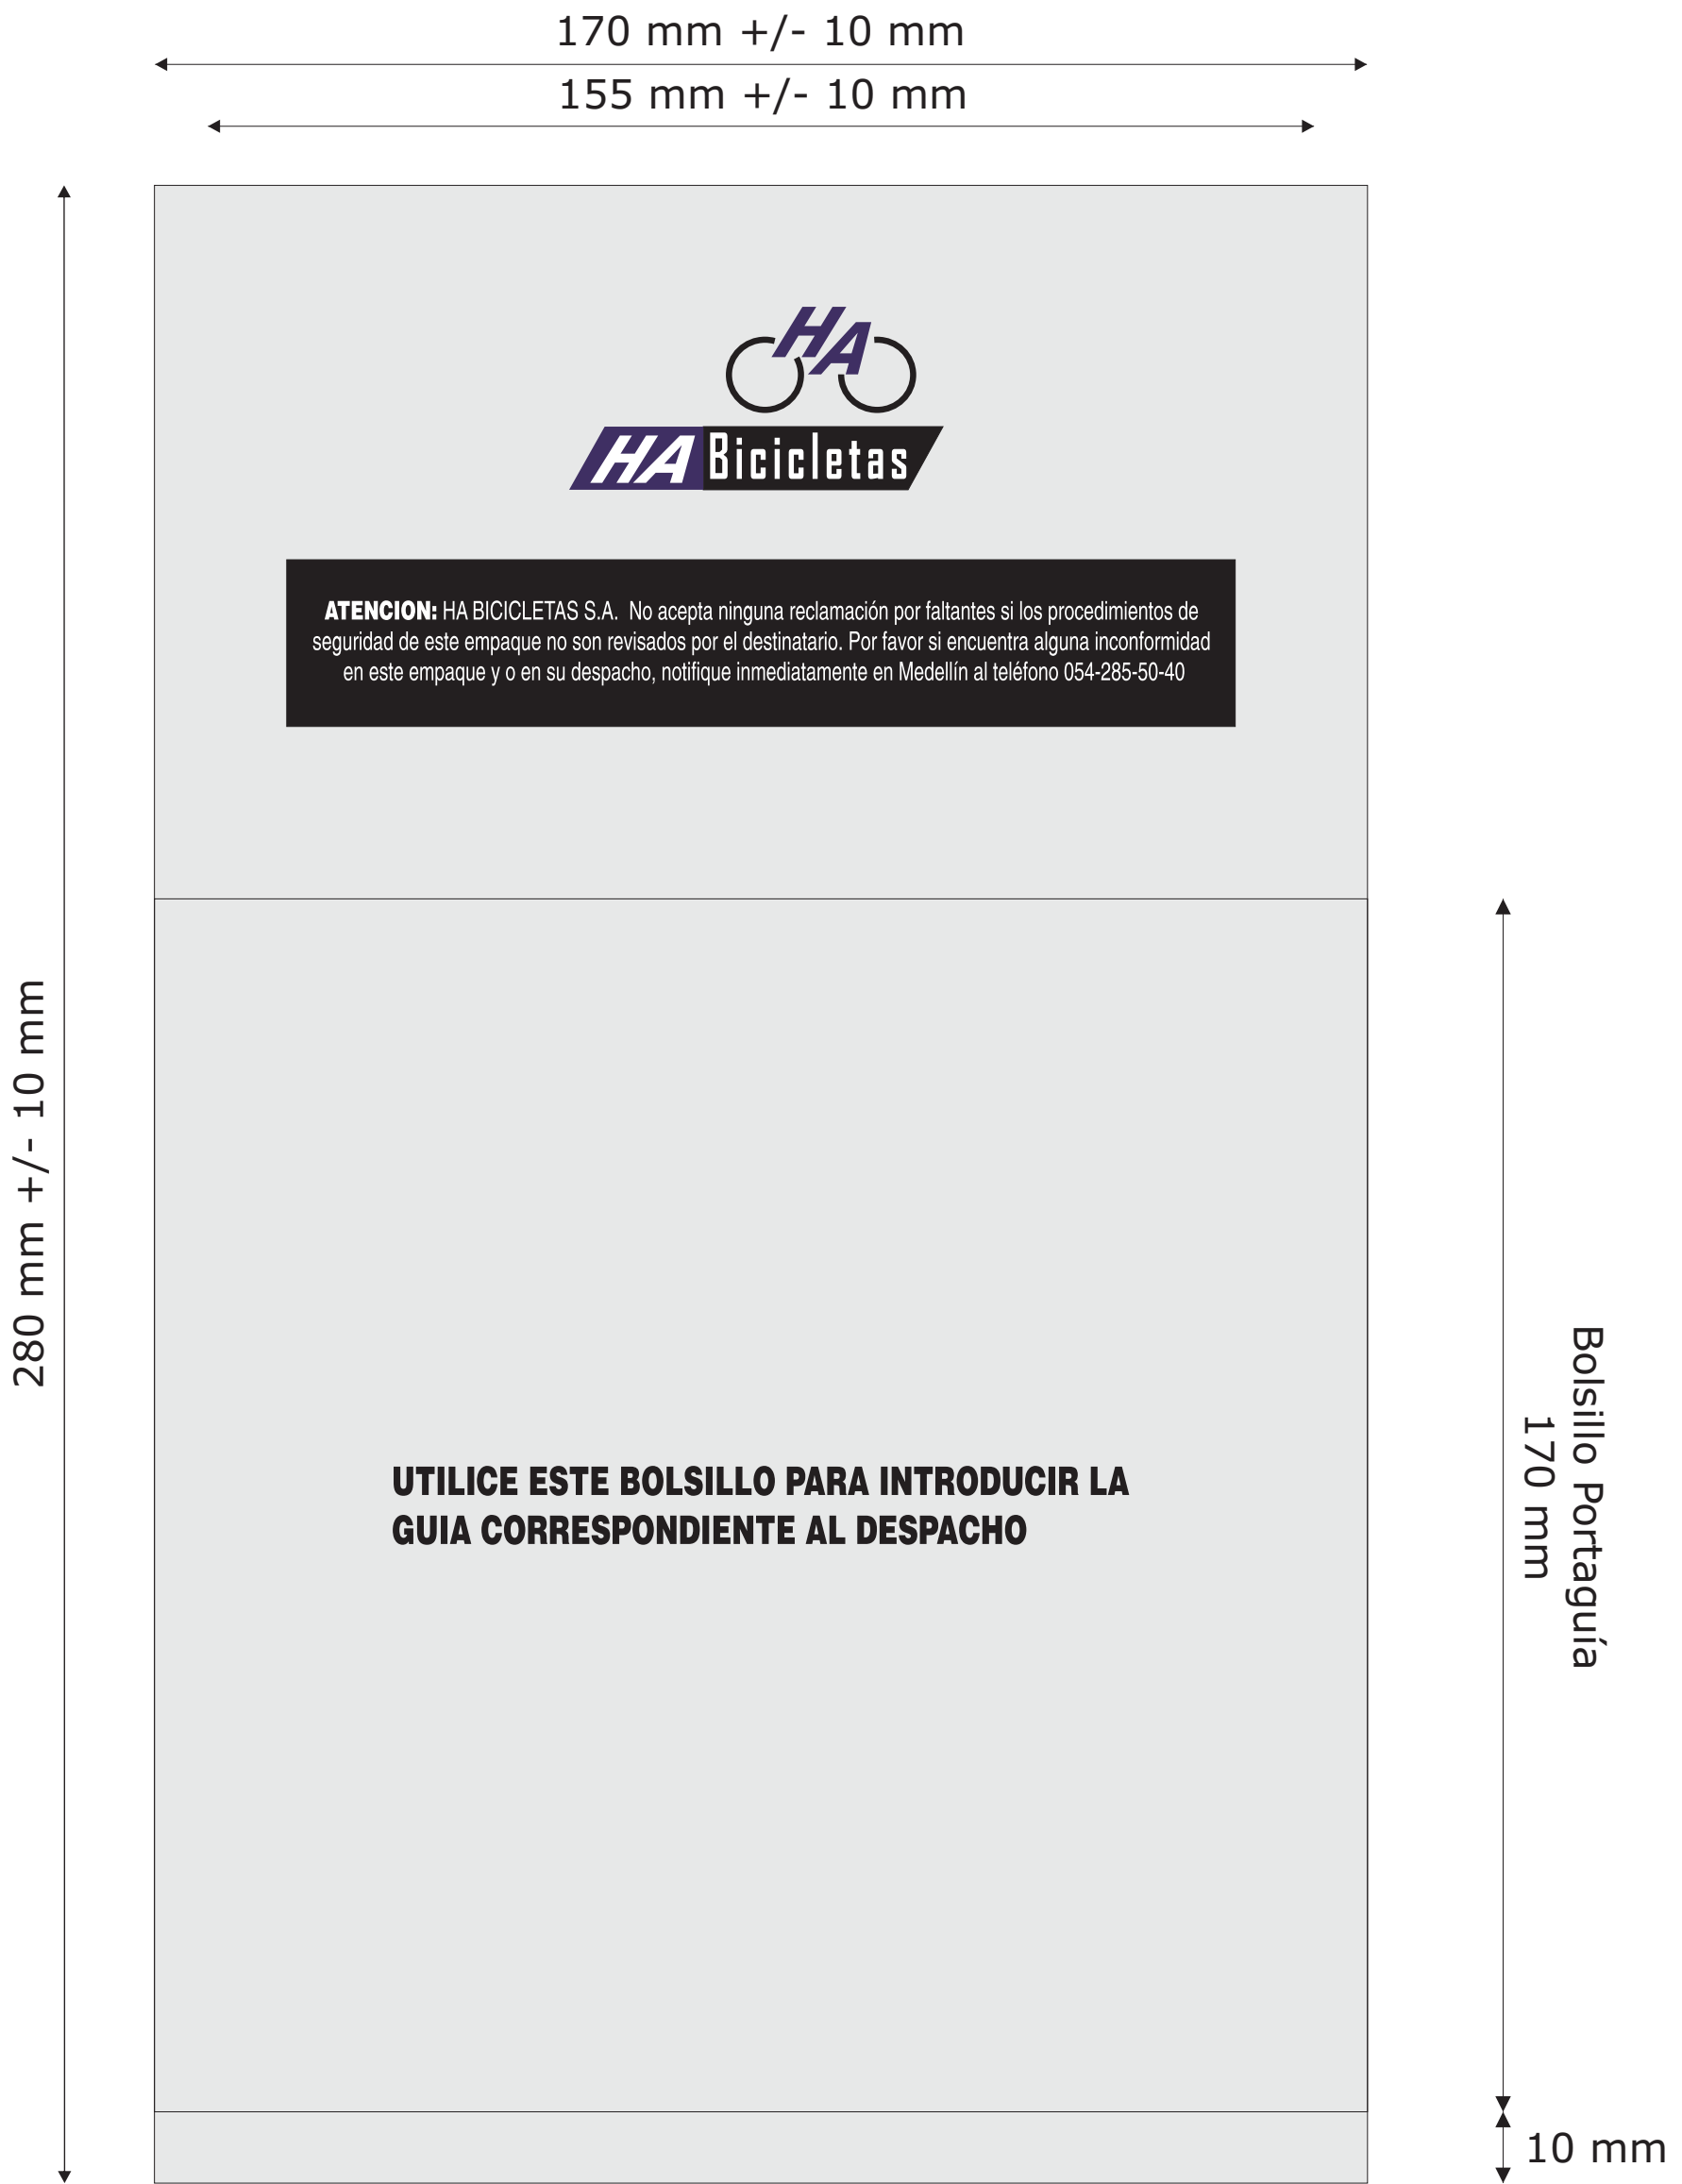 170 mm +/- 10 mm
155 mm +/- 10 mm
280 mm +/- 10 mm
HA
HA Bicicletas
ATENCION: HA BICICLETAS S.A. No acepta ninguna reclamación por faltantes si los procedimientos de
seguridad de este empaque no son revisados por el destinatario. Por favor si encuentra alguna inconformidad
en este empaque y o en su despacho, notifique inmediatamente en Medellín al teléfono 054-285-50-40
UTILICE ESTE BOLSILLO PARA INTRODUCIR LA
GUIA CORRESPONDIENTE AL DESPACHO
Bolsillo Portaguía
170 mm
10 mm